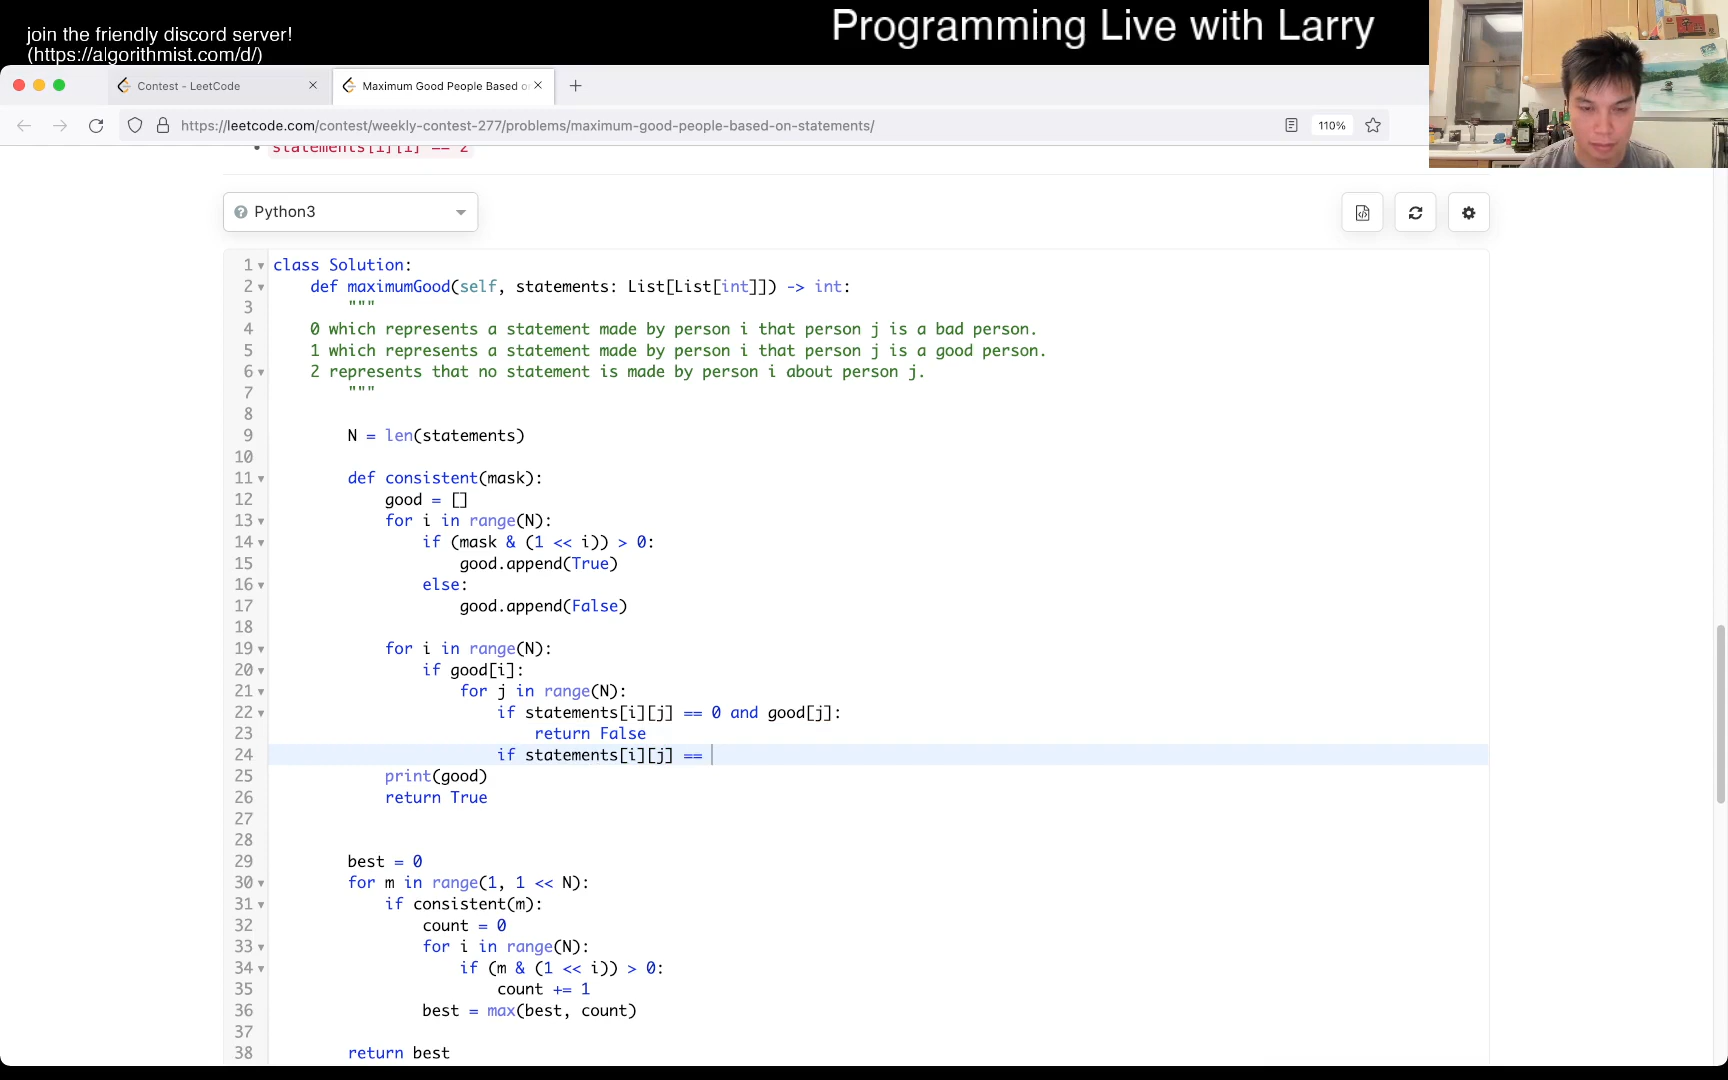 join the friendly discord server!
(https://algorithmist.com/d/)
Programming Live with Larry
Contest - LeetCode
Maximum Good People Based o
https://leetcode.com/contest/weekly-contest-277/problems/maximum-good-people-based-on-statements/
110%
statements[i][i] == 2
Python3
1 class Solution:
2     def maximumGood(self, statements: List[List[int]]) -> int:
3         """
4     0 which represents a statement made by person i that person j is a bad person.
5     1 which represents a statement made by person i that person j is a good person.
6     2 represents that no statement is made by person i about person j.
7         """
8
9         N = len(statements)
10
11         def consistent(mask):
12             good = []
13             for i in range(N):
14                 if (mask & (1 << i)) > 0:
15                     good.append(True)
16                 else:
17                     good.append(False)
18
19             for i in range(N):
20                 if good[i]:
21                     for j in range(N):
22                         if statements[i][j] == 0 and good[j]:
23                             return False
24                         if statements[i][j] ==
25             print(good)
26             return True
27
28
29         best = 0
30         for m in range(1, 1 << N):
31             if consistent(m):
32                 count = 0
33                 for i in range(N):
34                     if (m & (1 << i)) > 0:
35                         count += 1
36                 best = max(best, count)
37
38         return best